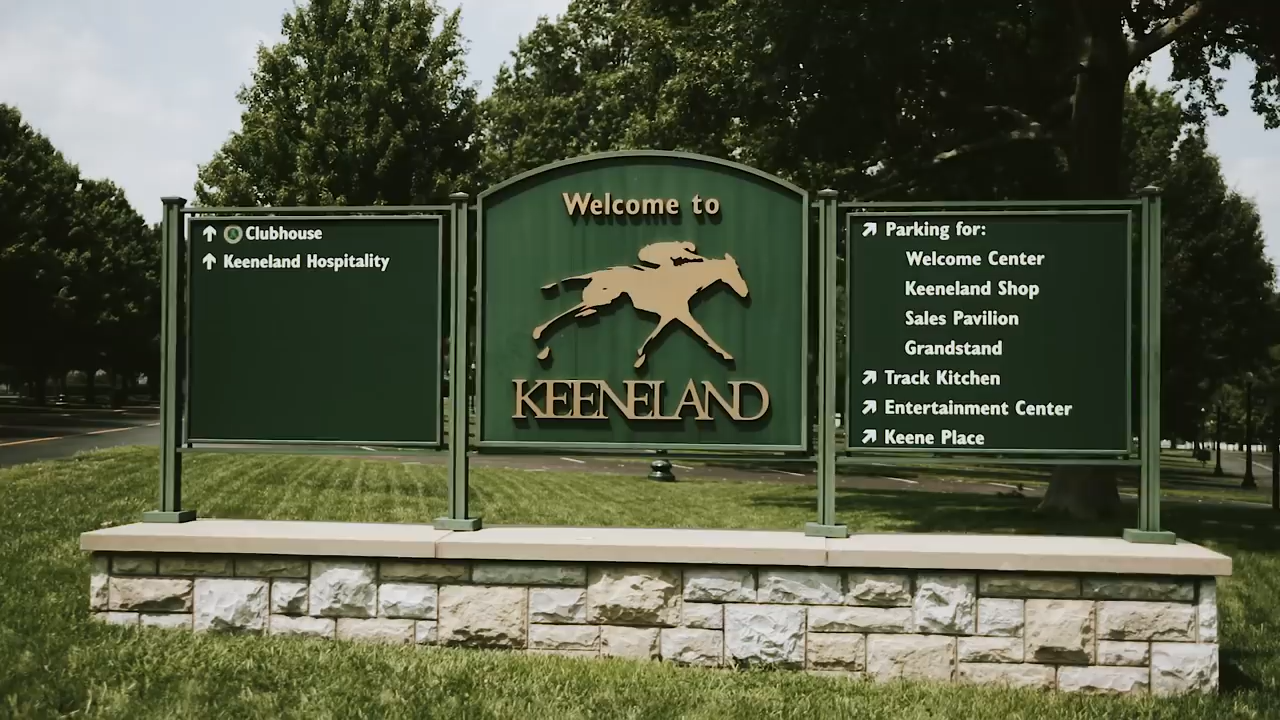 ↑ Clubhouse
↑ Keeneland Hospitality
Welcome to
KEENELAND
↗ Parking for:
Welcome Center
Keeneland Shop
Sales Pavilion
Grandstand
↗ Track Kitchen
↗ Entertainment Center
↗ Keene Place